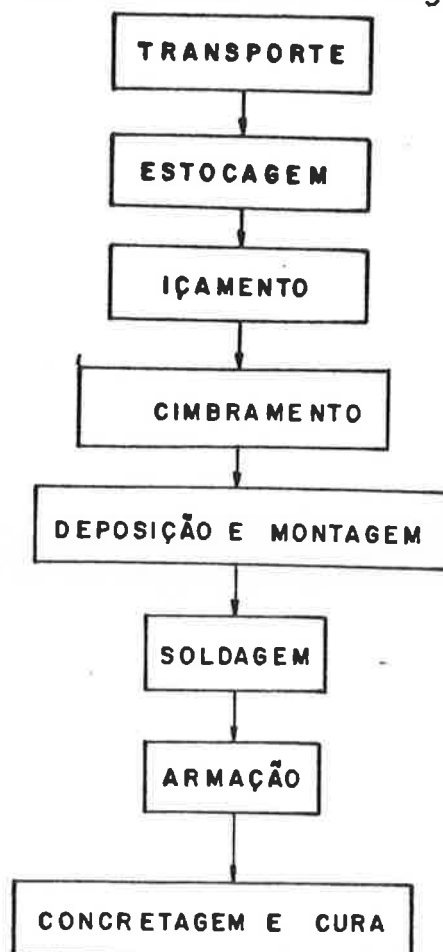 TRANSPORTE
ESTOCAGEM
IÇAMENTO
CIMBRAMENTO
DEPOSIÇÃO E MONTAGEM
SOLDAGEM
ARMAÇÃO
CONCRETAGEM E CURA